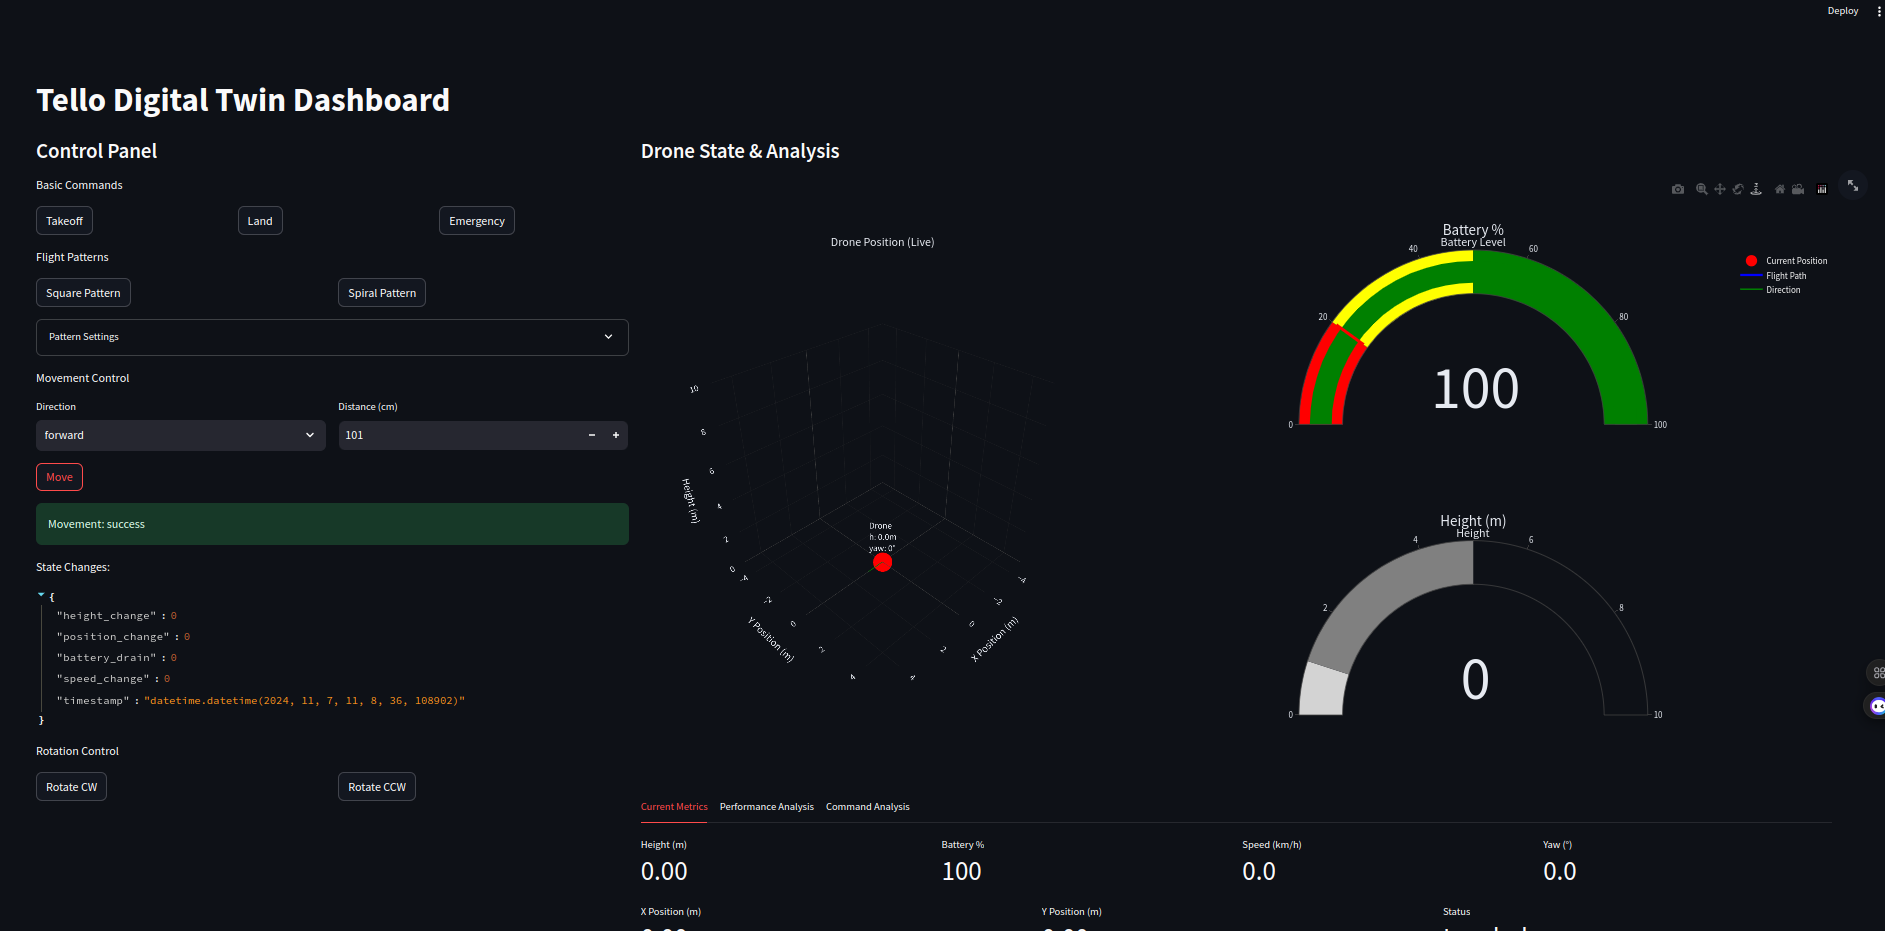 Deploy
Tello Digital Twin Dashboard
Control Panel
Basic Commands
Takeoff Land Emergency
Flight Patterns
Square Pattern Spiral Pattern
Pattern Settings
Movement Control
Direction Distance (cm)
forward 101 − +
Move
Movement: success
State Changes:
{
"height_change" : 0
"position_change" : 0
"battery_drain" : 0
"speed_change" : 0
"timestamp" : "datetime.datetime(2024, 11, 7, 11, 8, 36, 108902)"
}
Rotation Control
Rotate CW Rotate CCW
Drone State & Analysis
Drone Position (Live)
10
8
6
4
2
0
Height (m)
Drone
h: 0.0m
yaw: 0°
−4
−2
0
2
4
Y Position (m)
−4
−2
0
2
4
X Position (m)
Battery %
Battery Level
0
20
40
60
80
100
100
Current Position
Flight Path
Direction
Height (m)
Height
0
2
4
6
8
10
0
Current Metrics Performance Analysis Command Analysis
Height (m) Battery % Speed (km/h) Yaw (°)
0.00 100 0.0 0.0
X Position (m) Y Position (m) Status